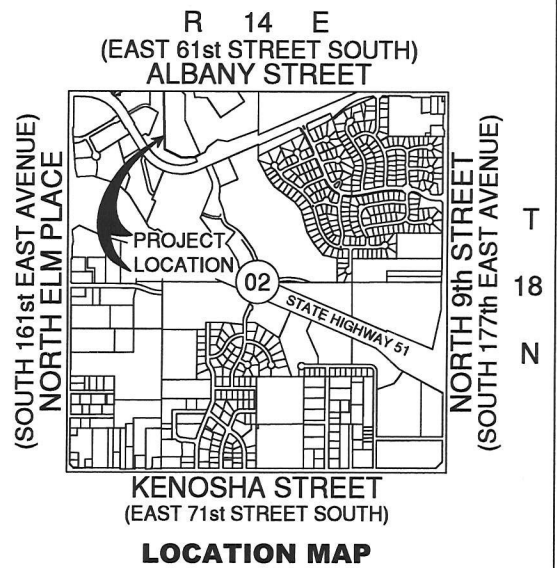 R 14 E
(EAST 61st STREET SOUTH)
ALBANY STREET
(SOUTH 161st EAST AVENUE)
NORTH ELM PLACE
PROJECT
LOCATION
02
STATE HIGHWAY 51
NORTH 9th STREET
(SOUTH 177th EAST AVENUE)
T
18
N
KENOSHA STREET
(EAST 71st STREET SOUTH)
LOCATION MAP